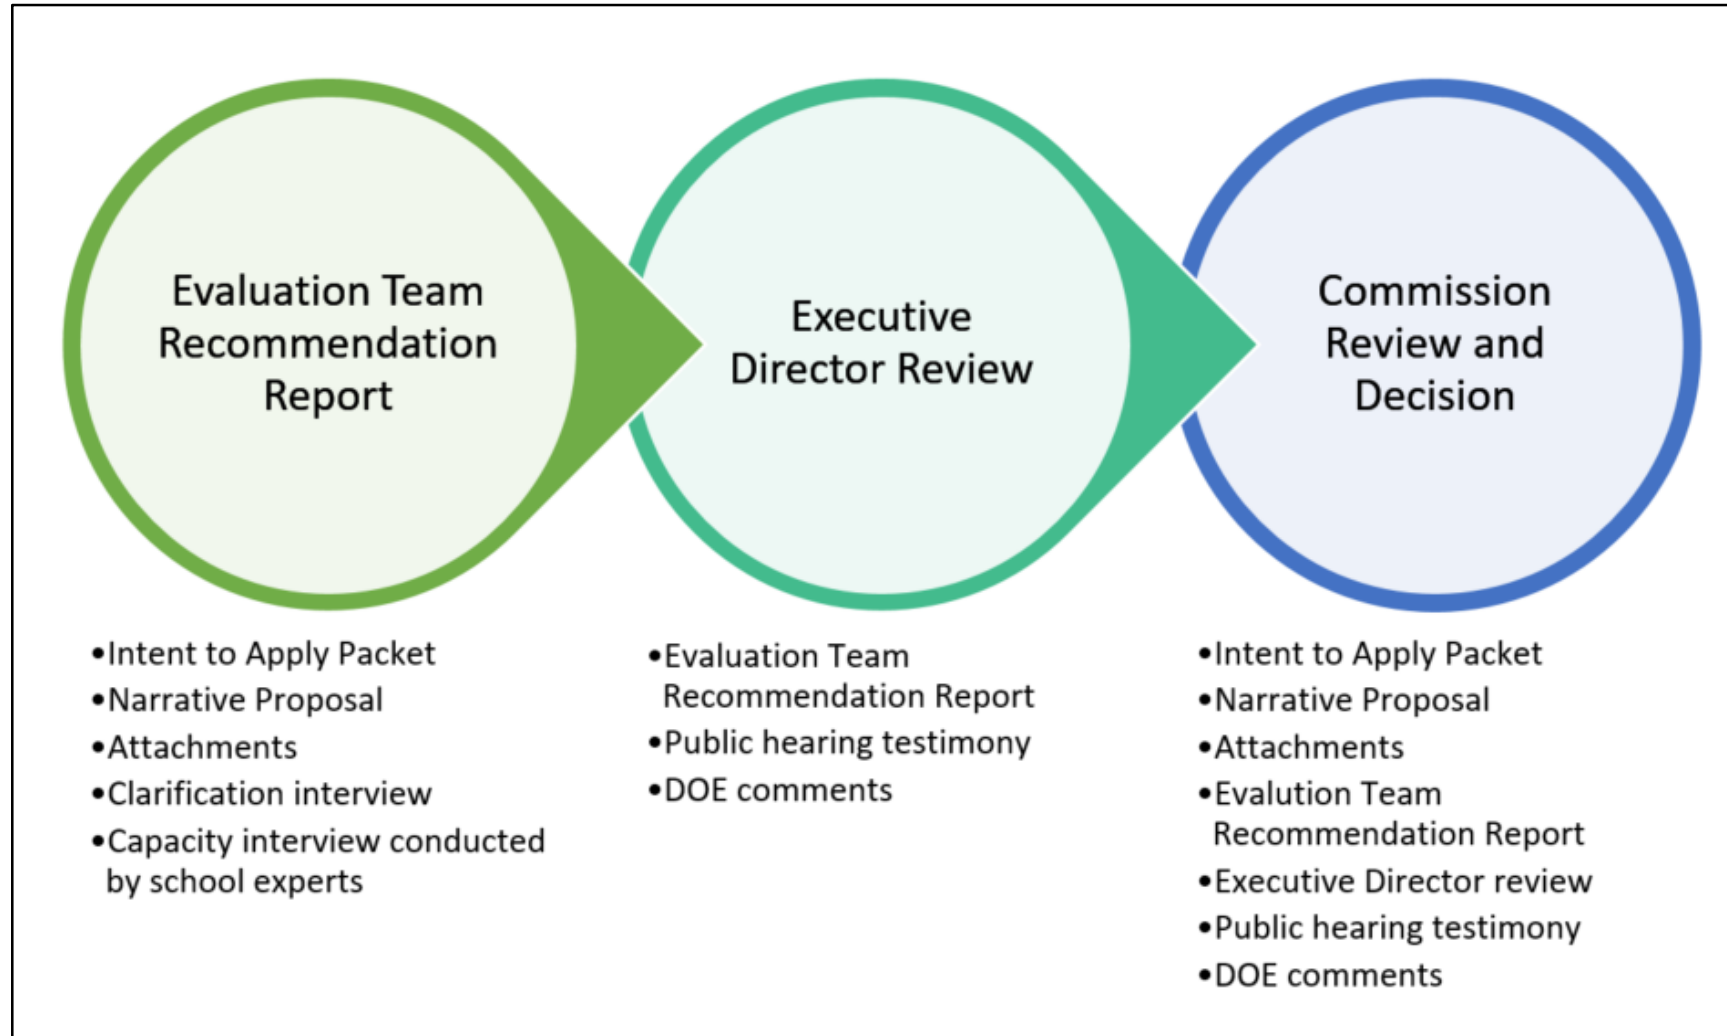 Evaluation Team
Recommendation
Report
•Intent to Apply Packet
•Narrative Proposal
•Attachments
•Clarification interview
•Capacity interview conducted
by school experts
Executive
Director Review
•Evaluation Team
Recommendation Report
•Public hearing testimony
•DOE comments
Commission
Review and
Decision
•Intent to Apply Packet
•Narrative Proposal
•Attachments
•Evalution Team
Recommendation Report
•Executive Director review
•Public hearing testimony
•DOE comments